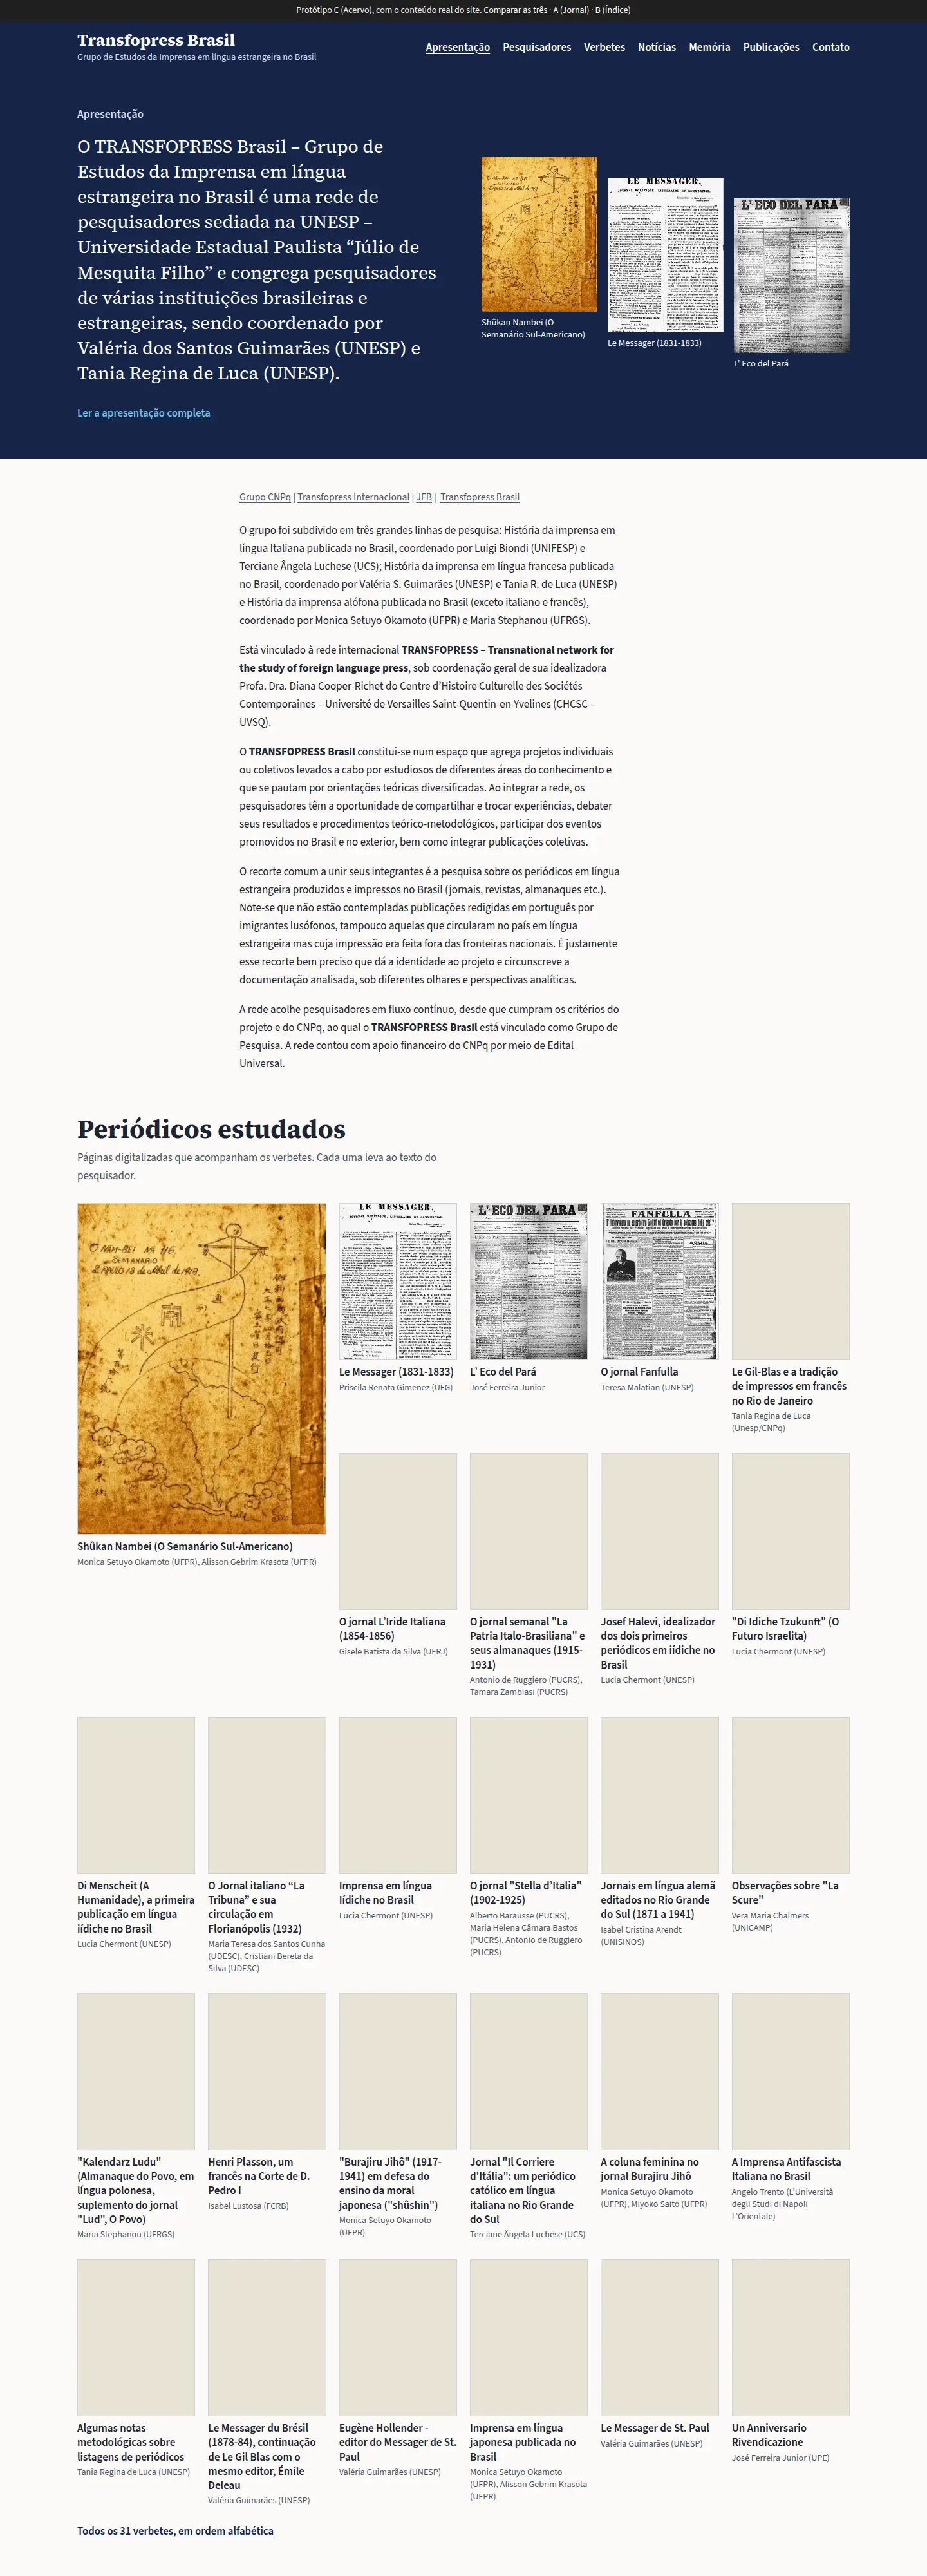 Protótipo C (Acervo), com o conteúdo real do site. Comparar as três · A (Jornal) · B (Índice)
Transfopress Brasil
Grupo de Estudos da Imprensa em língua estrangeira no Brasil
Apresentação Pesquisadores Verbetes Notícias Memória Publicações Contato
Apresentação
O TRANSFOPRESS Brasil – Grupo de
Estudos da Imprensa em língua
estrangeira no Brasil é uma rede de
pesquisadores sediada na UNESP –
Universidade Estadual Paulista “Júlio de
Mesquita Filho” e congrega pesquisadores
de várias instituições brasileiras e
estrangeiras, sendo coordenado por
Valéria dos Santos Guimarães (UNESP) e
Tania Regina de Luca (UNESP).
Ler a apresentação completa
LE MESSAGER,
L' ECO DEL PARÁ
Shûkan Nambei (O
Semanário Sul-Americano)
Le Messager (1831-1833)
L’ Eco del Pará
Grupo CNPq | Transfopress Internacional | JFB | Transfopress Brasil
O grupo foi subdivido em três grandes linhas de pesquisa: História da imprensa em
língua Italiana publicada no Brasil, coordenado por Luigi Biondi (UNIFESP) e
Terciane Ângela Luchese (UCS); História da imprensa em língua francesa publicada
no Brasil, coordenado por Valéria S. Guimarães (UNESP) e Tania R. de Luca (UNESP)
e História da imprensa alófona publicada no Brasil (exceto italiano e francês),
coordenado por Monica Setuyo Okamoto (UFPR) e Maria Stephanou (UFRGS).
Está vinculado à rede internacional TRANSFOPRESS – Transnational network for
the study of foreign language press, sob coordenação geral de sua idealizadora
Profa. Dra. Diana Cooper-Richet do Centre d’Histoire Culturelle des Sociétés
Contemporaines – Université de Versailles Saint-Quentin-en-Yvelines (CHCSC--
UVSQ).
O TRANSFOPRESS Brasil constitui-se num espaço que agrega projetos individuais
ou coletivos levados a cabo por estudiosos de diferentes áreas do conhecimento e
que se pautam por orientações teóricas diversificadas. Ao integrar a rede, os
pesquisadores têm a oportunidade de compartilhar e trocar experiências, debater
seus resultados e procedimentos teórico-metodológicos, participar dos eventos
promovidos no Brasil e no exterior, bem como integrar publicações coletivas.
O recorte comum a unir seus integrantes é a pesquisa sobre os periódicos em língua
estrangeira produzidos e impressos no Brasil (jornais, revistas, almanaques etc.).
Note-se que não estão contempladas publicações redigidas em português por
imigrantes lusófonos, tampouco aquelas que circularam no país em língua
estrangeira mas cuja impressão era feita fora das fronteiras nacionais. É justamente
esse recorte bem preciso que dá a identidade ao projeto e circunscreve a
documentação analisada, sob diferentes olhares e perspectivas analíticas.
A rede acolhe pesquisadores em fluxo contínuo, desde que cumpram os critérios do
projeto e do CNPq, ao qual o TRANSFOPRESS Brasil está vinculado como Grupo de
Pesquisa. A rede contou com apoio financeiro do CNPq por meio de Edital
Universal.
Periódicos estudados
Páginas digitalizadas que acompanham os verbetes. Cada uma leva ao texto do
pesquisador.
LE MESSAGER,
L' ECO DEL PARÁ
FANFULLA
Le Messager (1831-1833)
Priscila Renata Gimenez (UFG)
L’ Eco del Pará
José Ferreira Junior
O jornal Fanfulla
Teresa Malatian (UNESP)
Le Gil-Blas e a tradição
de impressos em francês
no Rio de Janeiro
Tania Regina de Luca
(Unesp/CNPq)
Shûkan Nambei (O Semanário Sul-Americano)
Monica Setuyo Okamoto (UFPR), Alisson Gebrim Krasota (UFPR)
O jornal L’Iride Italiana
(1854-1856)
Gisele Batista da Silva (UFRJ)
O jornal semanal "La
Patria Italo-Brasiliana" e
seus almanaques (1915-
1931)
Antonio de Ruggiero (PUCRS),
Tamara Zambiasi (PUCRS)
Josef Halevi, idealizador
dos dois primeiros
periódicos em iídiche no
Brasil
Lucia Chermont (UNESP)
"Di Idiche Tzukunft" (O
Futuro Israelita)
Lucia Chermont (UNESP)
Di Menscheit (A
Humanidade), a primeira
publicação em língua
iídiche no Brasil
Lucia Chermont (UNESP)
O Jornal italiano “La
Tribuna” e sua
circulação em
Florianópolis (1932)
Maria Teresa dos Santos Cunha
(UDESC), Cristiani Bereta da
Silva (UDESC)
Imprensa em língua
Iídiche no Brasil
Lucia Chermont (UNESP)
O jornal "Stella d’Italia"
(1902-1925)
Alberto Barausse (PUCRS),
Maria Helena Câmara Bastos
(PUCRS), Antonio de Ruggiero
(PUCRS)
Jornais em língua alemã
editados no Rio Grande
do Sul (1871 a 1941)
Isabel Cristina Arendt
(UNISINOS)
Observações sobre "La
Scure"
Vera Maria Chalmers
(UNICAMP)
"Kalendarz Ludu"
(Almanaque do Povo, em
língua polonesa,
suplemento do jornal
"Lud", O Povo)
Maria Stephanou (UFRGS)
Henri Plasson, um
francês na Corte de D.
Pedro I
Isabel Lustosa (FCRB)
"Burajiru Jihô" (1917-
1941) em defesa do
ensino da moral
japonesa ("shûshin")
Monica Setuyo Okamoto
(UFPR)
Jornal "Il Corriere
d'Itália": um periódico
católico em língua
italiana no Rio Grande
do Sul
Terciane Ângela Luchese (UCS)
A coluna feminina no
jornal Burajiru Jihô
Monica Setuyo Okamoto
(UFPR), Miyoko Saito (UFPR)
A Imprensa Antifascista
Italiana no Brasil
Angelo Trento (L'Università
degli Studi di Napoli
L'Orientale)
Algumas notas
metodológicas sobre
listagens de periódicos
Tania Regina de Luca (UNESP)
Le Messager du Brésil
(1878-84), continuação
de Le Gil Blas com o
mesmo editor, Émile
Deleau
Valéria Guimarães (UNESP)
Eugène Hollender -
editor do Messager de St.
Paul
Valéria Guimarães (UNESP)
Imprensa em língua
japonesa publicada no
Brasil
Monica Setuyo Okamoto
(UFPR), Alisson Gebrim Krasota
(UFPR)
Le Messager de St. Paul
Valéria Guimarães (UNESP)
Un Anniversario
Rivendicazione
José Ferreira Junior (UPE)
Todos os 31 verbetes, em ordem alfabética